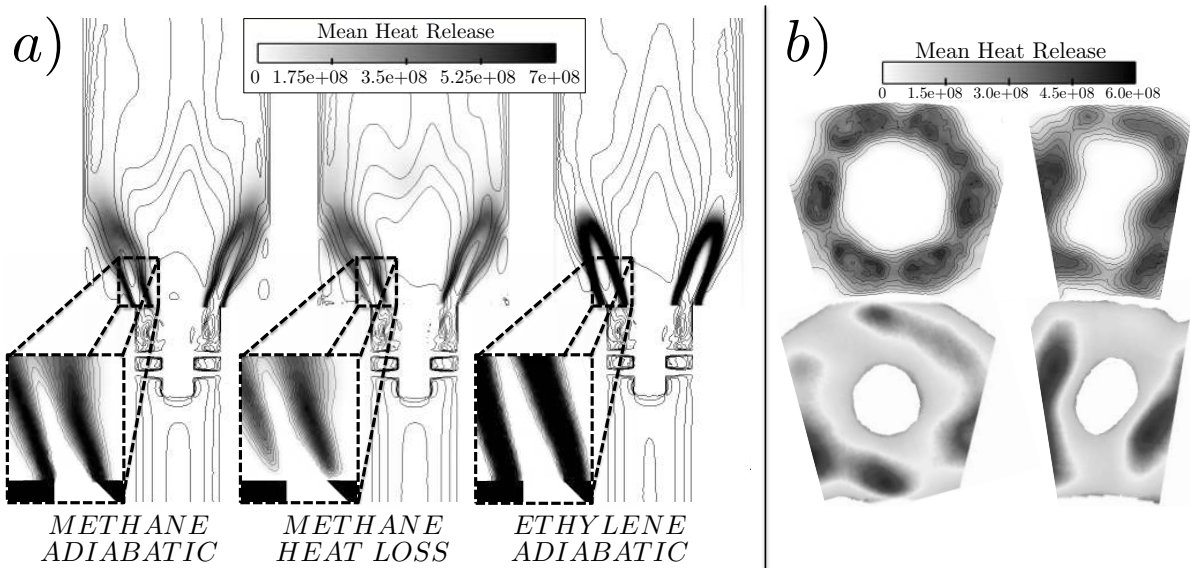 a)
Mean Heat Release
0 1.75e+08 3.5e+08 5.25e+08 7e+08
METHANE
ADIABATIC
METHANE
HEAT LOSS
ETHYLENE
ADIABATIC
b)
Mean Heat Release
0 1.5e+08 3.0e+08 4.5e+08 6.0e+08